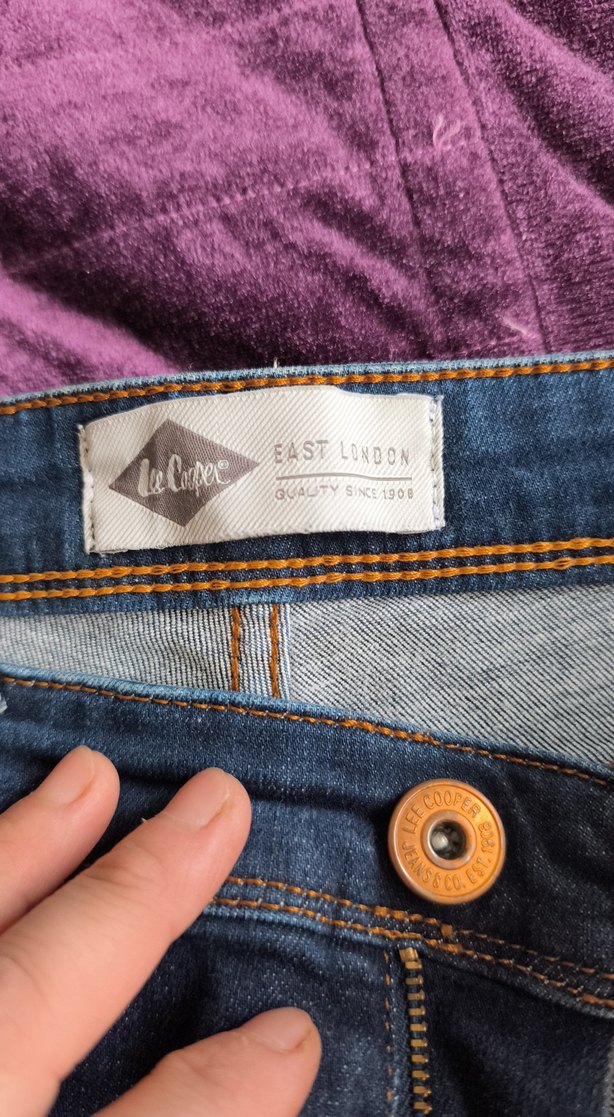 Lee Cooper®
EAST LONDON
QUALITY SINCE 1908
LEE COOPER
JEANS & CO. EST. 1908